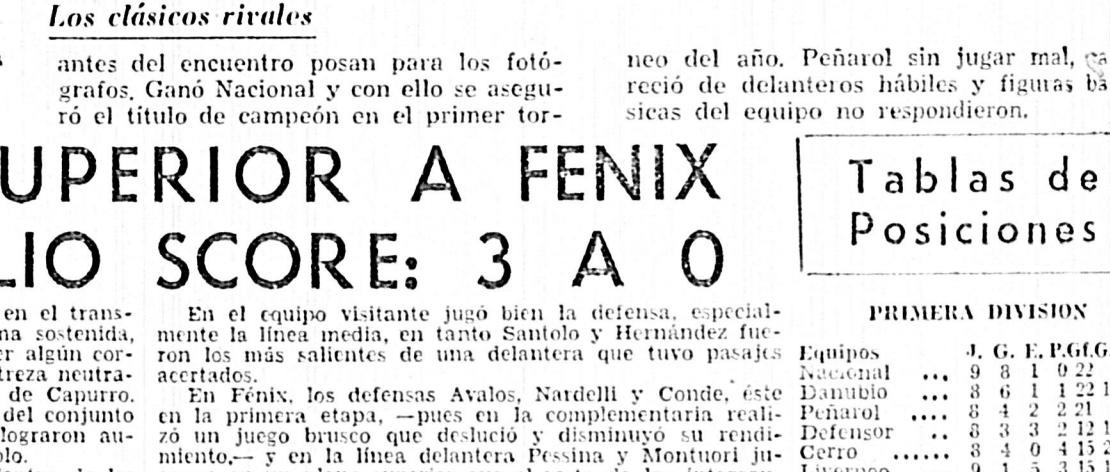 Los clásicos rivales
antes del encuentro posan para los fotó-
grafos. Ganó Nacional y con ello se asegu-
ró el título de campeón en el primer tor-
neo del año. Peñarol sin jugar mal, ca
reció de delanteros hábiles y figuras bá
sicas del equipo no respondieron.
UPERIOR A FENIX
LIO SCORE: 3 A 0
en el trans-
na sostenida,
er algún cor-
treza neutra-
de Capurro.
del conjunto
lograron au-
olo.
En el equipo visitante jugó bien la defensa, especial-
mente la línea media, en tanto Santolo y Hernández fue-
ron los más salientes de una delantera que tuvo pasajes
acertados.
En Fénix, los defensas Avalos, Nardelli y Conde, éste
en la primera etapa, —pues en la complementaria reali-
zó un juego brusco que deslució y disminuyó su rendi-
miento,— y en la línea delantera Pessina y Montuori ju-
Tablas de
Posiciones
PRIMERA DIVISION
Equipos J. G. E. P.Gf.G.
Nacional ... 9 8 1 0 22
Danubio ... 8 6 1 1 22 1
Peñarol .... 8 4 2 2 21
Defensor .. 8 3 3 2 12 1
Cerro ...... 8 4 0 4 15 2